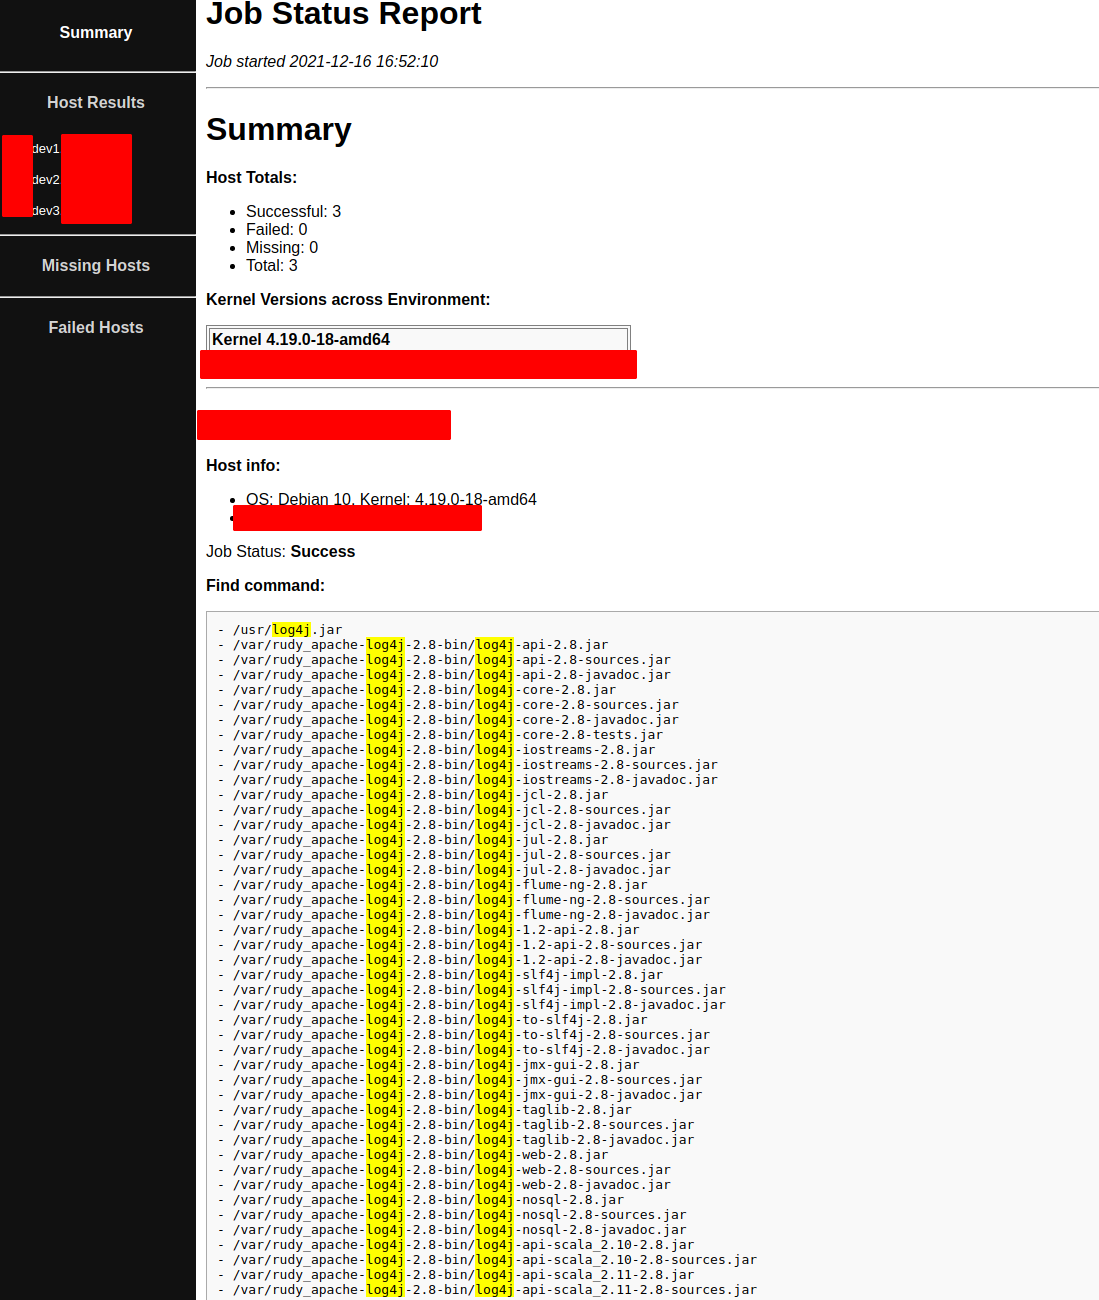 Summary
Host Results
dev1
dev2
dev3
Missing Hosts
Failed Hosts
Job Status Report
Job started 2021-12-16 16:52:10
Summary
Host Totals:
Successful: 3
Failed: 0
Missing: 0
Total: 3
Kernel Versions across Environment:
Kernel 4.19.0-18-amd64
Host info:
OS: Debian 10, Kernel: 4.19.0-18-amd64
Job Status: Success
Find command:
- /usr/log4j.jar
- /var/rudy_apache-log4j-2.8-bin/log4j-api-2.8.jar
- /var/rudy_apache-log4j-2.8-bin/log4j-api-2.8-sources.jar
- /var/rudy_apache-log4j-2.8-bin/log4j-api-2.8-javadoc.jar
- /var/rudy_apache-log4j-2.8-bin/log4j-core-2.8.jar
- /var/rudy_apache-log4j-2.8-bin/log4j-core-2.8-sources.jar
- /var/rudy_apache-log4j-2.8-bin/log4j-core-2.8-javadoc.jar
- /var/rudy_apache-log4j-2.8-bin/log4j-core-2.8-tests.jar
- /var/rudy_apache-log4j-2.8-bin/log4j-iostreams-2.8.jar
- /var/rudy_apache-log4j-2.8-bin/log4j-iostreams-2.8-sources.jar
- /var/rudy_apache-log4j-2.8-bin/log4j-iostreams-2.8-javadoc.jar
- /var/rudy_apache-log4j-2.8-bin/log4j-jcl-2.8.jar
- /var/rudy_apache-log4j-2.8-bin/log4j-jcl-2.8-sources.jar
- /var/rudy_apache-log4j-2.8-bin/log4j-jcl-2.8-javadoc.jar
- /var/rudy_apache-log4j-2.8-bin/log4j-jul-2.8.jar
- /var/rudy_apache-log4j-2.8-bin/log4j-jul-2.8-sources.jar
- /var/rudy_apache-log4j-2.8-bin/log4j-jul-2.8-javadoc.jar
- /var/rudy_apache-log4j-2.8-bin/log4j-flume-ng-2.8.jar
- /var/rudy_apache-log4j-2.8-bin/log4j-flume-ng-2.8-sources.jar
- /var/rudy_apache-log4j-2.8-bin/log4j-flume-ng-2.8-javadoc.jar
- /var/rudy_apache-log4j-2.8-bin/log4j-1.2-api-2.8.jar
- /var/rudy_apache-log4j-2.8-bin/log4j-1.2-api-2.8-sources.jar
- /var/rudy_apache-log4j-2.8-bin/log4j-1.2-api-2.8-javadoc.jar
- /var/rudy_apache-log4j-2.8-bin/log4j-slf4j-impl-2.8.jar
- /var/rudy_apache-log4j-2.8-bin/log4j-slf4j-impl-2.8-sources.jar
- /var/rudy_apache-log4j-2.8-bin/log4j-slf4j-impl-2.8-javadoc.jar
- /var/rudy_apache-log4j-2.8-bin/log4j-to-slf4j-2.8.jar
- /var/rudy_apache-log4j-2.8-bin/log4j-to-slf4j-2.8-sources.jar
- /var/rudy_apache-log4j-2.8-bin/log4j-to-slf4j-2.8-javadoc.jar
- /var/rudy_apache-log4j-2.8-bin/log4j-jmx-gui-2.8.jar
- /var/rudy_apache-log4j-2.8-bin/log4j-jmx-gui-2.8-sources.jar
- /var/rudy_apache-log4j-2.8-bin/log4j-jmx-gui-2.8-javadoc.jar
- /var/rudy_apache-log4j-2.8-bin/log4j-taglib-2.8.jar
- /var/rudy_apache-log4j-2.8-bin/log4j-taglib-2.8-sources.jar
- /var/rudy_apache-log4j-2.8-bin/log4j-taglib-2.8-javadoc.jar
- /var/rudy_apache-log4j-2.8-bin/log4j-web-2.8.jar
- /var/rudy_apache-log4j-2.8-bin/log4j-web-2.8-sources.jar
- /var/rudy_apache-log4j-2.8-bin/log4j-web-2.8-javadoc.jar
- /var/rudy_apache-log4j-2.8-bin/log4j-nosql-2.8.jar
- /var/rudy_apache-log4j-2.8-bin/log4j-nosql-2.8-sources.jar
- /var/rudy_apache-log4j-2.8-bin/log4j-nosql-2.8-javadoc.jar
- /var/rudy_apache-log4j-2.8-bin/log4j-api-scala_2.10-2.8.jar
- /var/rudy_apache-log4j-2.8-bin/log4j-api-scala_2.10-2.8-sources.jar
- /var/rudy_apache-log4j-2.8-bin/log4j-api-scala_2.11-2.8.jar
- /var/rudy_apache-log4j-2.8-bin/log4j-api-scala_2.11-2.8-sources.jar